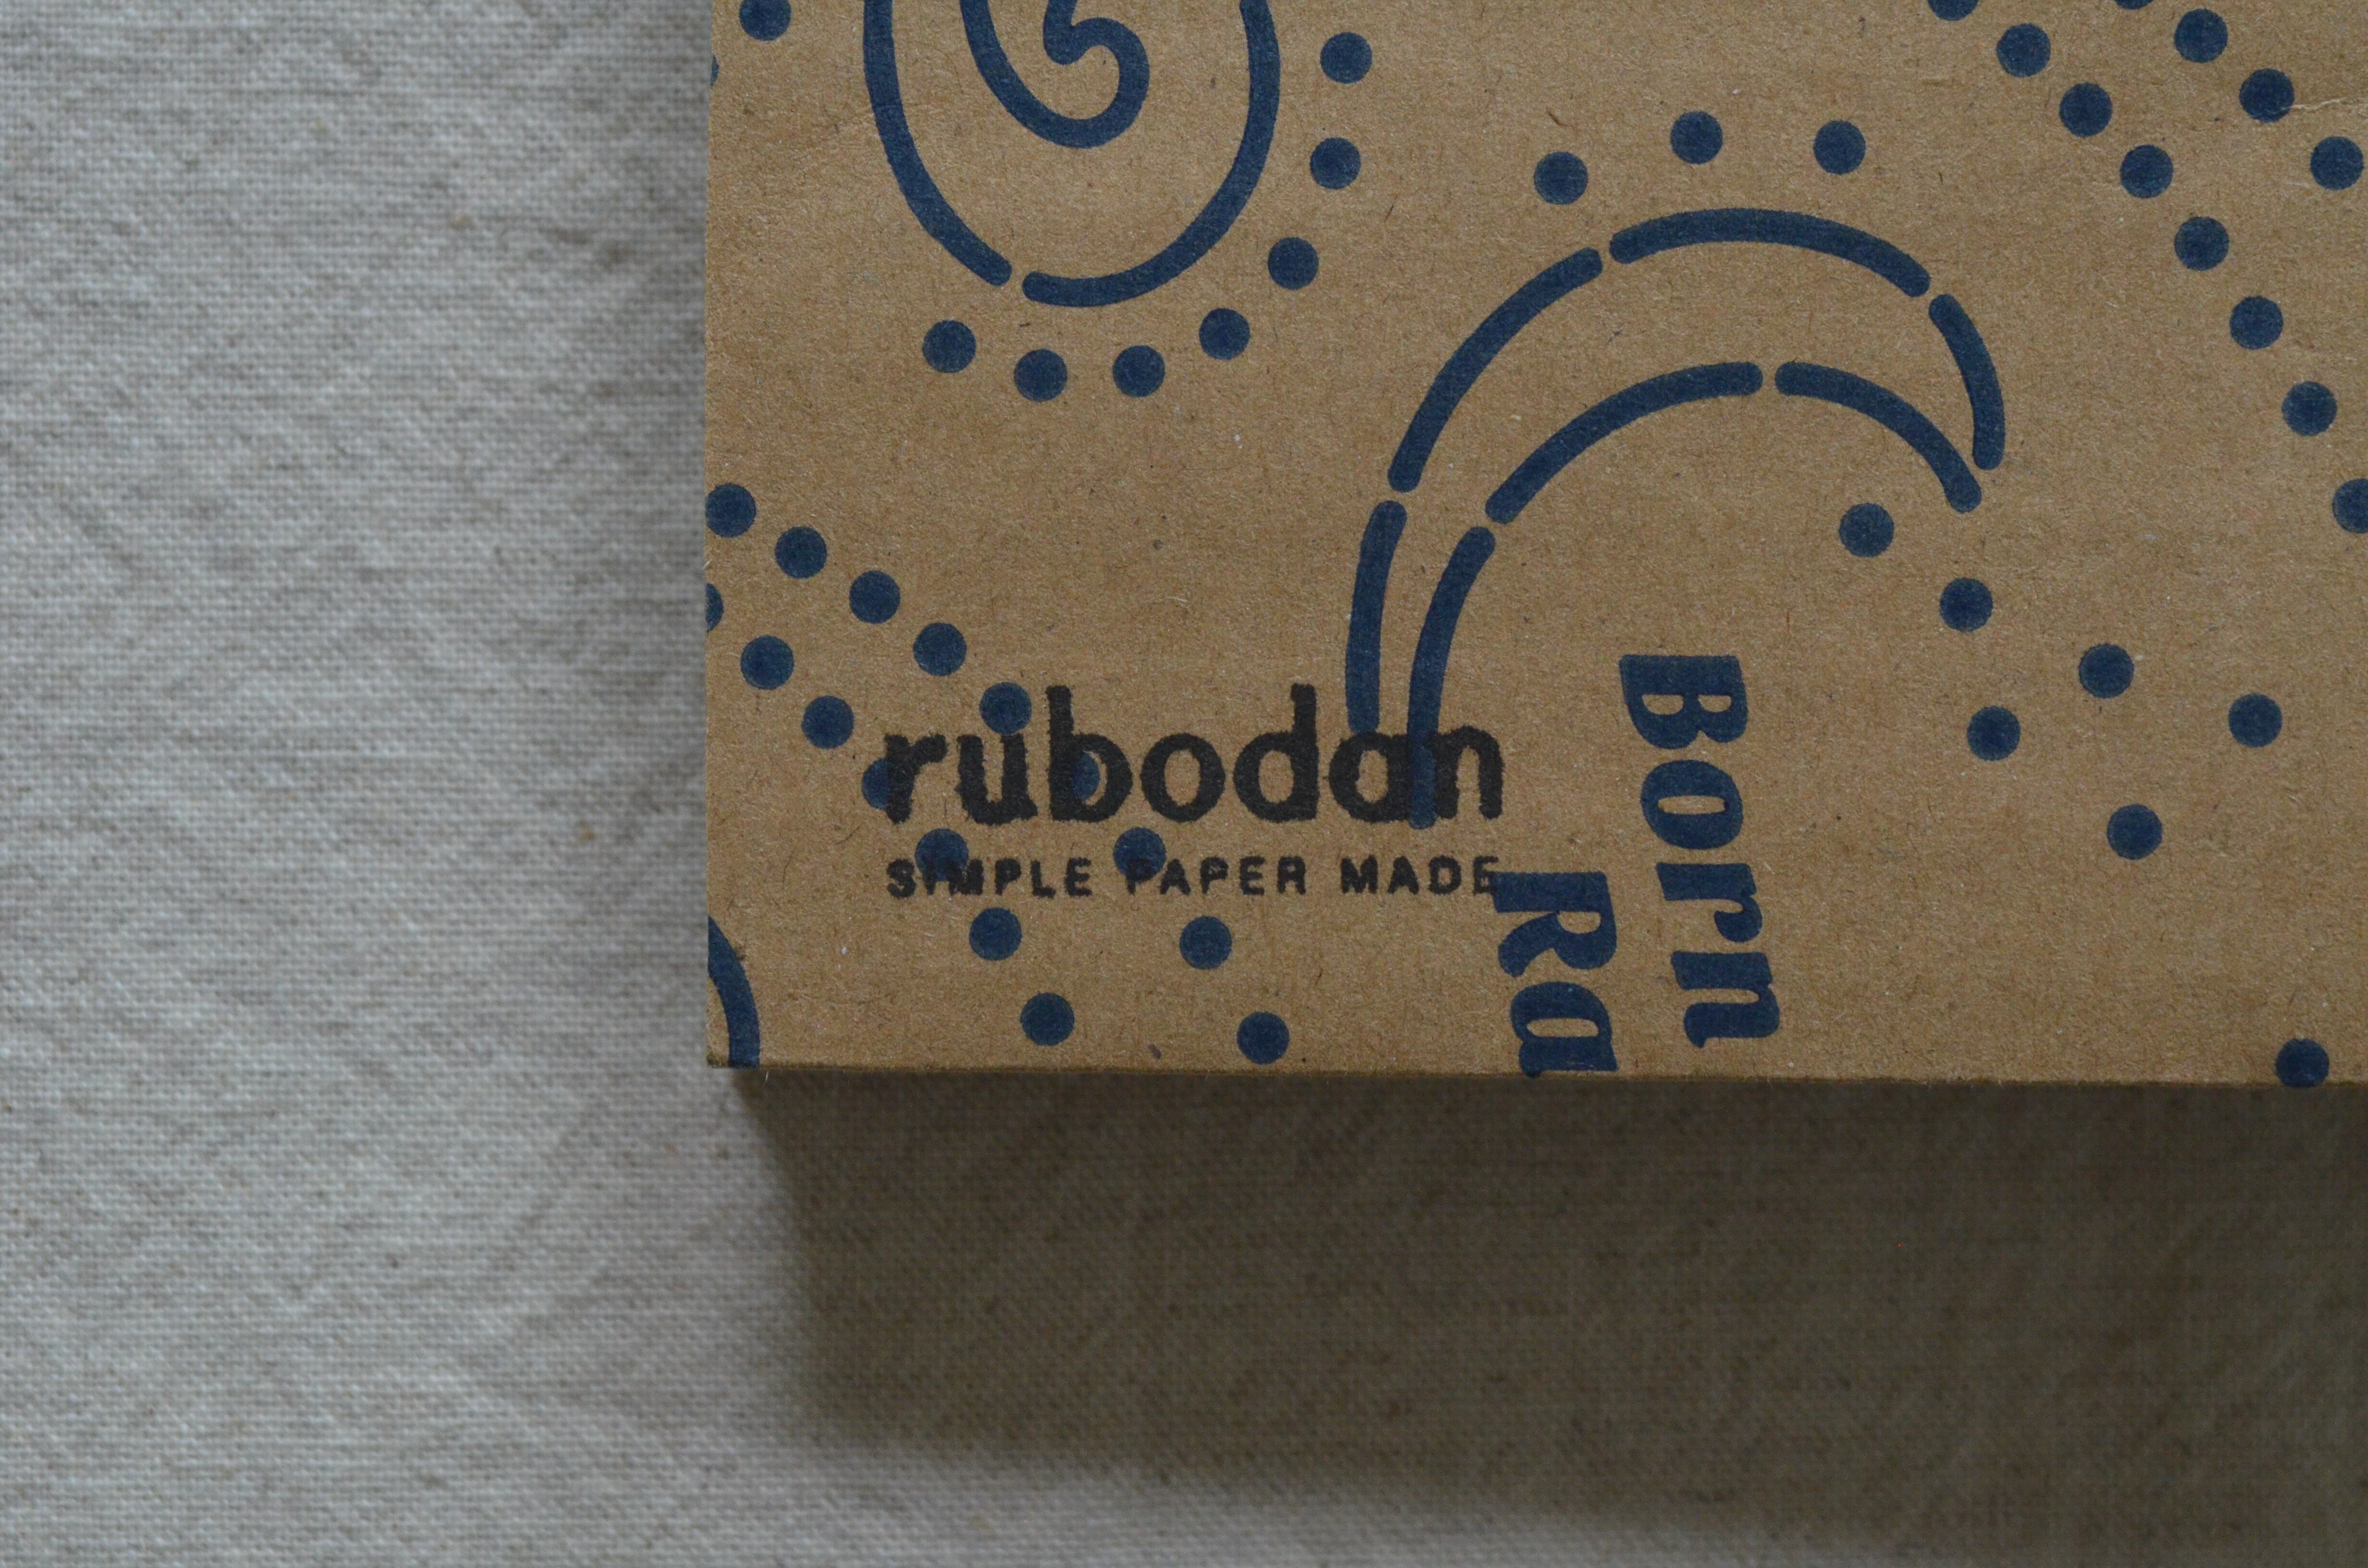 rubodan
SIMPLE PAPER MADE
Born
Ra